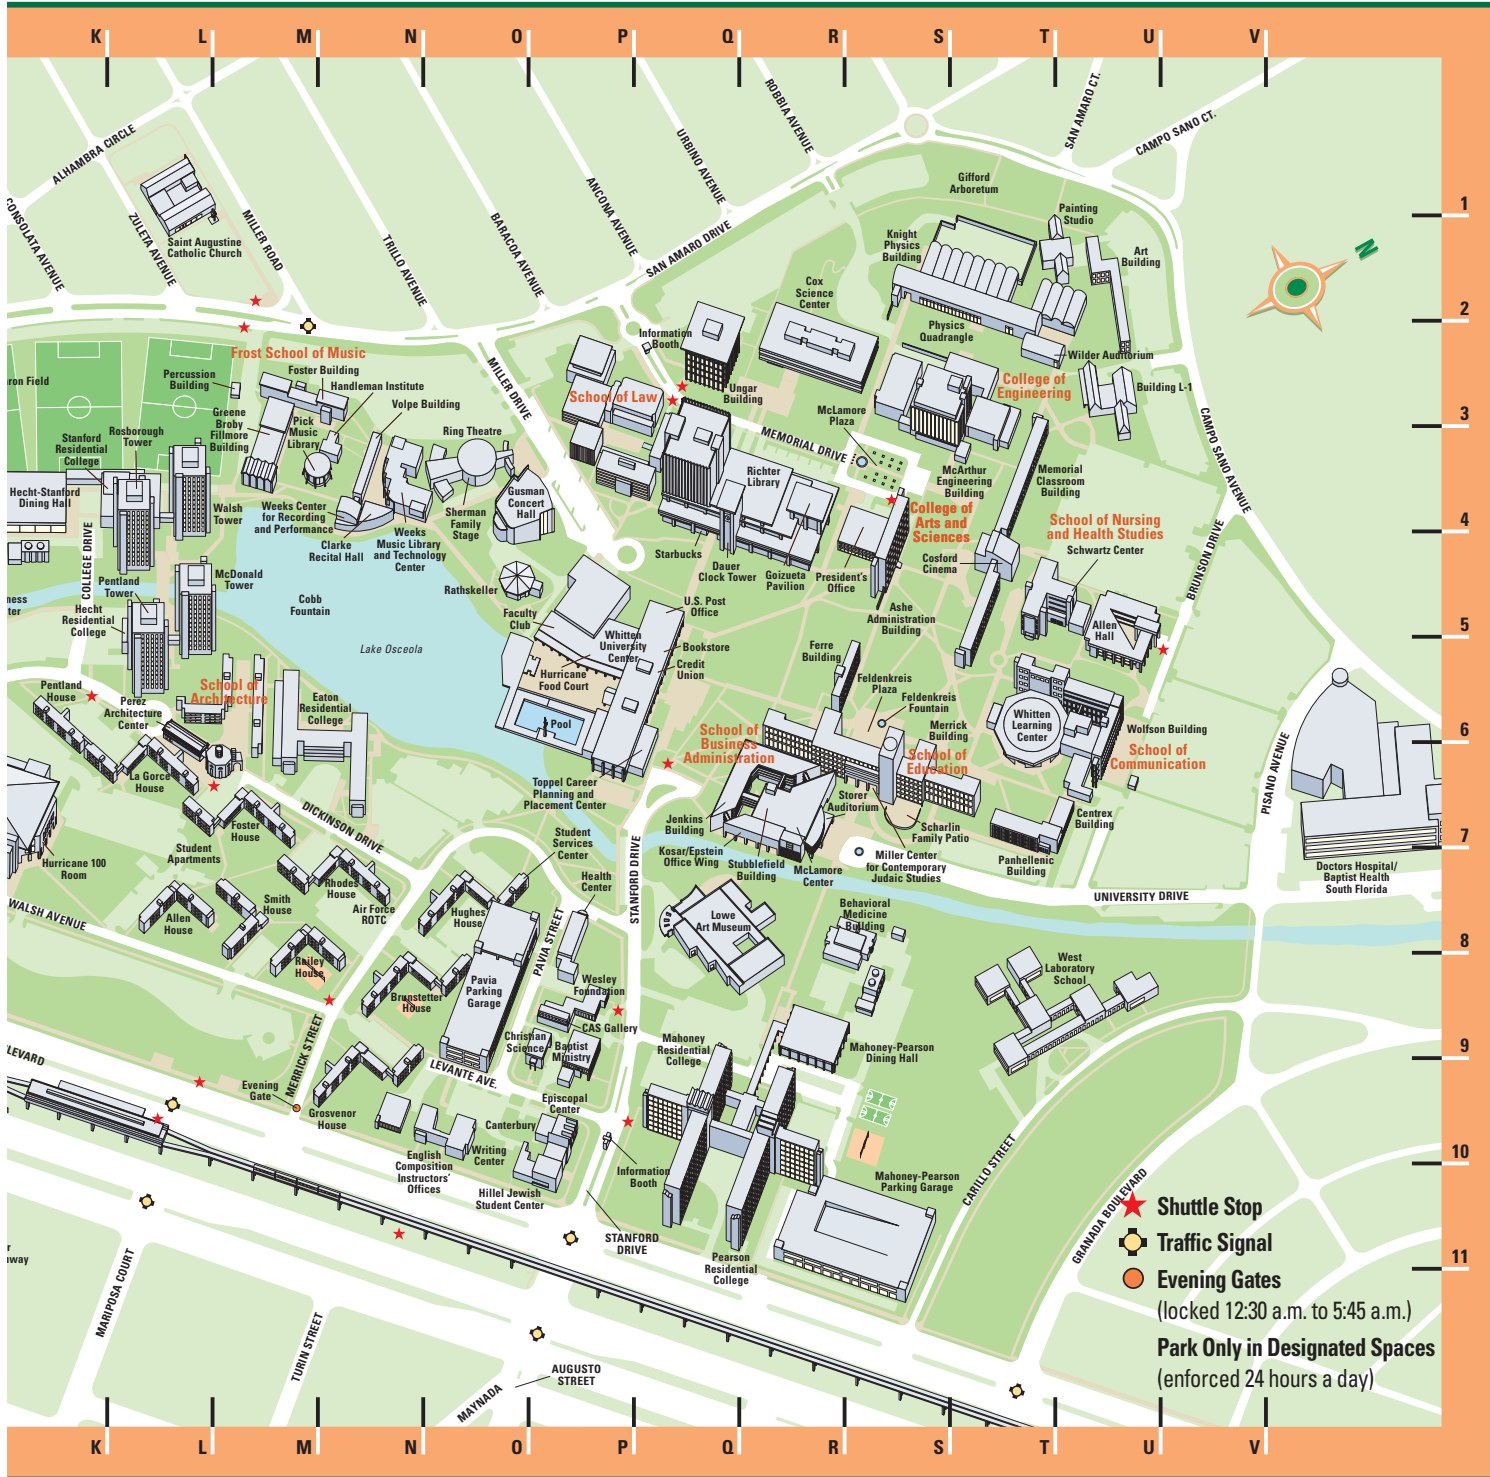 K L M N O P Q R S T U V
ALHAMBRA CIRCLE
CONSOLATA AVENUE
ZULETA AVENUE
MILLER ROAD
TRILLO AVENUE
BARACOA AVENUE
ANCONA AVENUE
URBINO AVENUE
ROBBIA AVENUE
SAN AMARO DRIVE
SAN AMARO CT.
CAMPO SANO CT.
Saint Augustine
Catholic Church
Gifford
Arboretum
Painting
Studio
Knight
Physics
Building
Art
Building
1
N
Cox
Science
Center
Physics
Quadrangle
Wilder Auditorium
Building L-1
2
Information
Booth
Ungar
Building
School of Law
MILLER DRIVE
Frost School of Music
Foster Building
Percussion
Building
Handleman Institute
Volpe Building
Greene
Broby
Fillmore
Building
Pick
Music
Library
Ring Theatre
Stanford
Residential
College
Rosborough
Tower
College of
Engineering
McLamore
Plaza
MEMORIAL DRIVE
CAMPO SANO AVENUE
3
Hecht-Stanford
Dining Hall
Walsh
Tower
Weeks Center
for Recording
and Performance
Clarke
Recital Hall
Weeks
Music Library
and Technology
Center
Sherman
Family
Stage
Gusman
Concert
Hall
Richter
Library
McArthur
Engineering
Building
Memorial
Classroom
Building
College of
Arts and
Sciences
School of Nursing
and Health Studies
Schwartz Center
4
Starbucks
Dauer
Clock Tower
Goizueta
Pavilion
President's
Office
Cosford
Cinema
Ashe
Administration
Building
Allen
Hall
BRUNSON DRIVE
COLLEGE DRIVE
Pentland
Tower
McDonald
Tower
Hecht
Residential
College
Cobb
Fountain
Lake Osceola
Rathskeller
Faculty
Club
U.S. Post
Office
Whitten
University
Center
Bookstore
Credit
Union
Hurricane
Food Court
Pool
5
Ferre
Building
Feldenkreis
Plaza
Feldenkreis
Fountain
Merrick
Building
Whitten
Learning
Center
Wolfson Building
School of
Communication
Pentland
House
Perez
Architecture
Center
School of
Architecture
Eaton
Residential
College
La Gorce
House
School of
Business
Administration
School of
Education
PISANO AVENUE
6
Toppel Career
Planning and
Placement Center
Jenkins
Building
Kosar/Epstein
Office Wing
Stubblefield
Building
McLamore
Center
Storer
Auditorium
Scharlin
Family Patio
Miller Center
for Contemporary
Judaic Studies
Panhellenic
Building
Centrex
Building
Doctors Hospital/
Baptist Health
South Florida
7
DICKINSON DRIVE
Foster
House
Student
Apartments
Hurricane 100
Room
Rhodes
House
Air Force
ROTC
Smith
House
Allen
House
Student
Services
Center
Health
Center
Hughes
House
STANFORD DRIVE
UNIVERSITY DRIVE
WALSH AVENUE
Lowe
Art Museum
Behavioral
Medicine
Building
West
Laboratory
School
8
Railey
House
Brunstetter
House
Pavia
Parking
Garage
PAVIA STREET
Wesley
Foundation
CAS Gallery
Christian
Science
Baptist
Ministry
LEVANTE AVE.
MERRICK STREET
Mahoney
Residential
College
Mahoney-Pearson
Dining Hall
9
Evening
Gate
Grosvenor
House
Episcopal
Center
Canterbury
Writing
Center
English
Composition
Instructors'
Offices
Hillel Jewish
Student Center
Information
Booth
Mahoney-Pearson
Parking Garage
CARILLO STREET
GRANADA BOULEVARD
10
STANFORD
DRIVE
Pearson
Residential
College
MARIPOSA COURT
TURIN STREET
MAYNADA
AUGUSTO
STREET
11
Shuttle Stop
Traffic Signal
Evening Gates
(locked 12:30 a.m. to 5:45 a.m.)
Park Only in Designated Spaces
(enforced 24 hours a day)
K L M N O P Q R S T U V